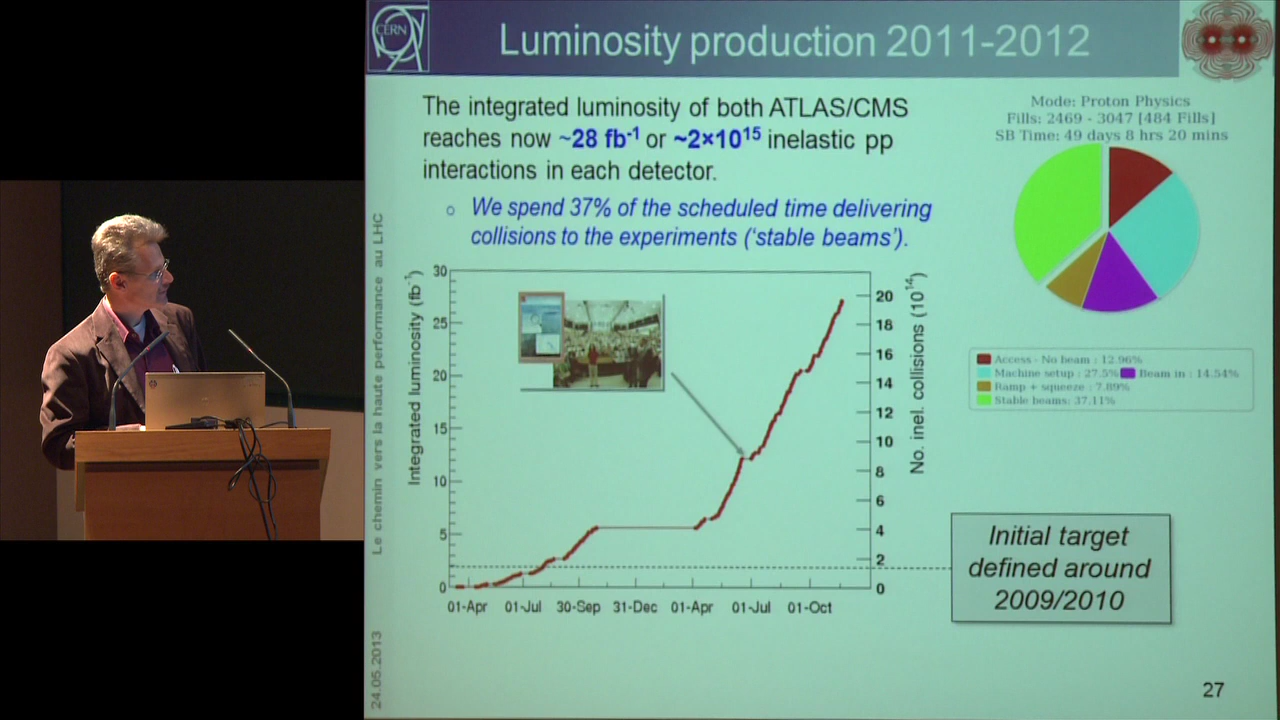 CERN
Luminosity production 2011-2012
The integrated luminosity of both ATLAS/CMS
reaches now ~28 fb⁻¹ or ~2×10¹⁵ inelastic pp
interactions in each detector.
o We spend 37% of the scheduled time delivering
collisions to the experiments (‘stable beams’).
Mode: Proton Physics
Fills: 2469 - 3047 [484 Fills]
SB Time: 49 days 8 hrs 20 mins
Access - No beam : 12.96%
Machine setup : 27.5% Beam in : 14.54%
Ramp + squeeze : 7.89%
Stable beams: 37.11%
Integrated luminosity (fb⁻¹)
30
25
20
15
10
5
0
01-Apr 01-Jul 30-Sep 31-Dec 01-Apr 01-Jul 01-Oct
20
18
16
14
12
10
8
6
4
2
0
No. inel. collisions (10¹⁴)
Initial target
defined around
2009/2010
Le chemin vers la haute performance au LHC
24.05.2013
27